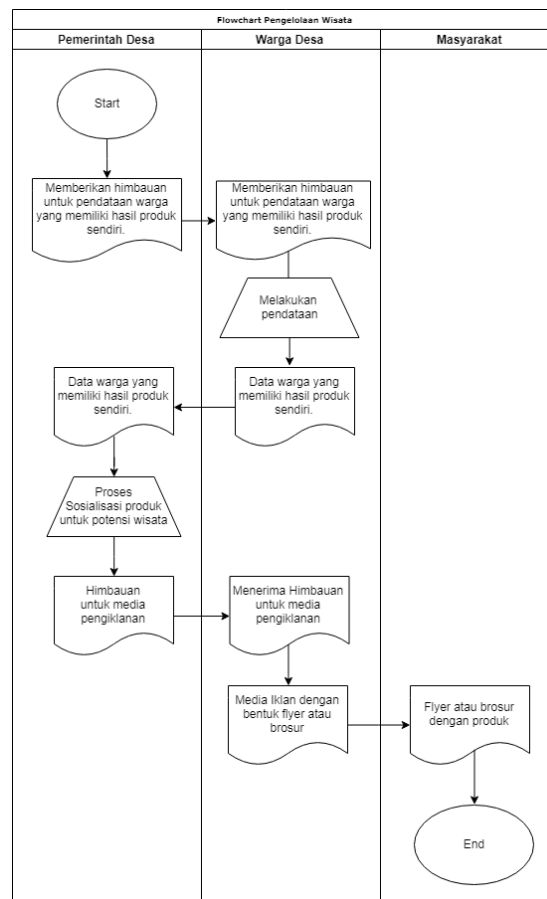 Flowchart Pengelolaan Wisata
Pemerintah Desa
Warga Desa
Masyarakat
Start
Memberikan himbauan
untuk pendataan warga
yang memiliki hasil produk
sendiri.
Memberikan himbauan
untuk pendataan warga
yang memiliki hasil produk
sendiri.
Melakukan
pendataan
Data warga yang
memiliki hasil produk
sendiri.
Data warga yang
memiliki hasil produk
sendiri.
Proses
Sosialisasi produk
untuk potensi wisata
Himbauan
untuk media
pengiklanan
Menerima Himbauan
untuk media
pengiklanan
Media Iklan dengan
bentuk flyer atau
brosur
Flyer atau brosur
dengan produk
End